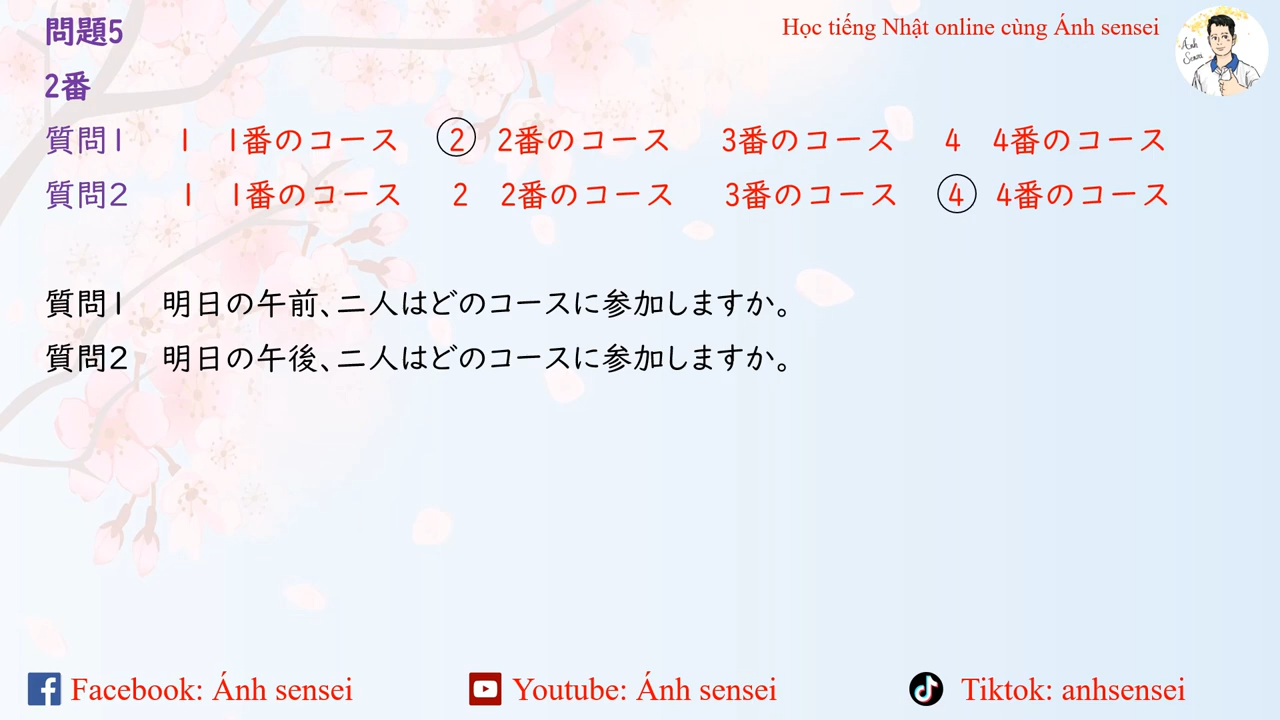 問題5
Học tiếng Nhật online cùng Ánh sensei
Ánh Sensei
2番
質問1 1 1番のコース 2 2番のコース 3番のコース 4 4番のコース
質問2 1 1番のコース 2 2番のコース 3番のコース 4 4番のコース
質問1 明日の午前、二人はどのコースに参加しますか。
質問2 明日の午後、二人はどのコースに参加しますか。
Facebook: Ánh sensei Youtube: Ánh sensei Tiktok: anhsensei